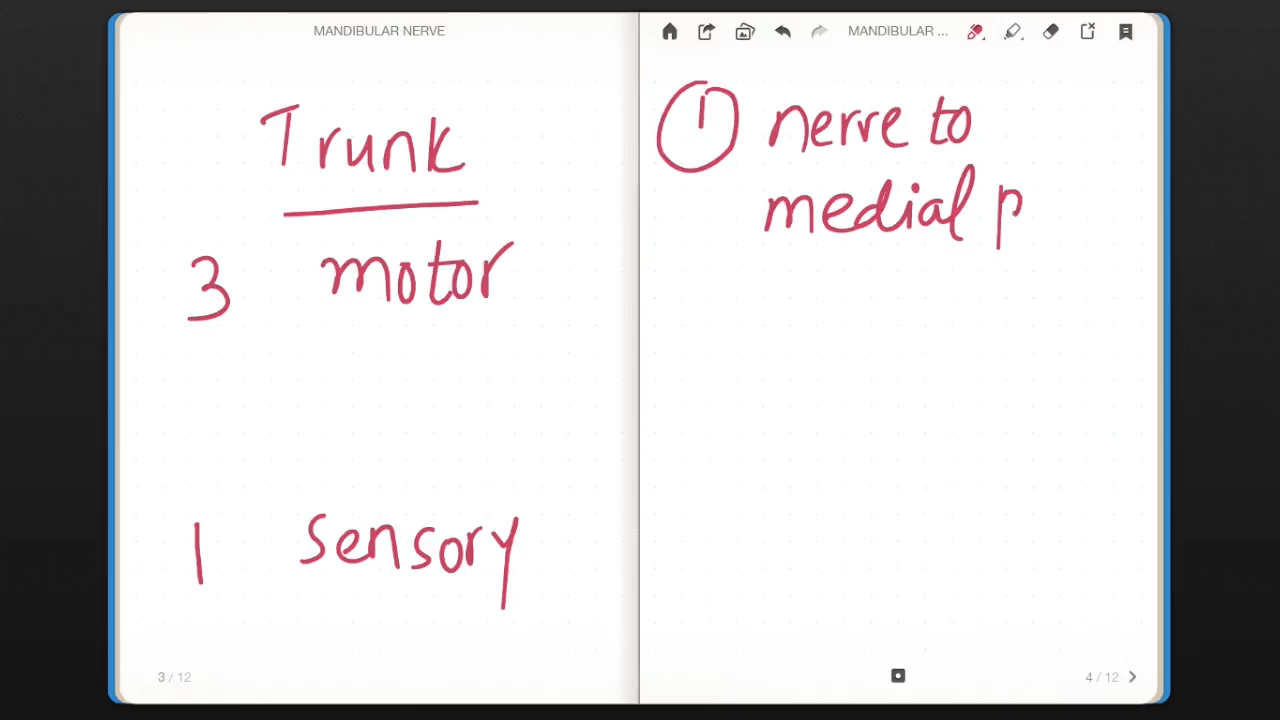 MANDIBULAR NERVE
Trunk
3 motor
1 sensory
3 / 12
MANDIBULAR ...
1 nerve to
medial p
4 / 12